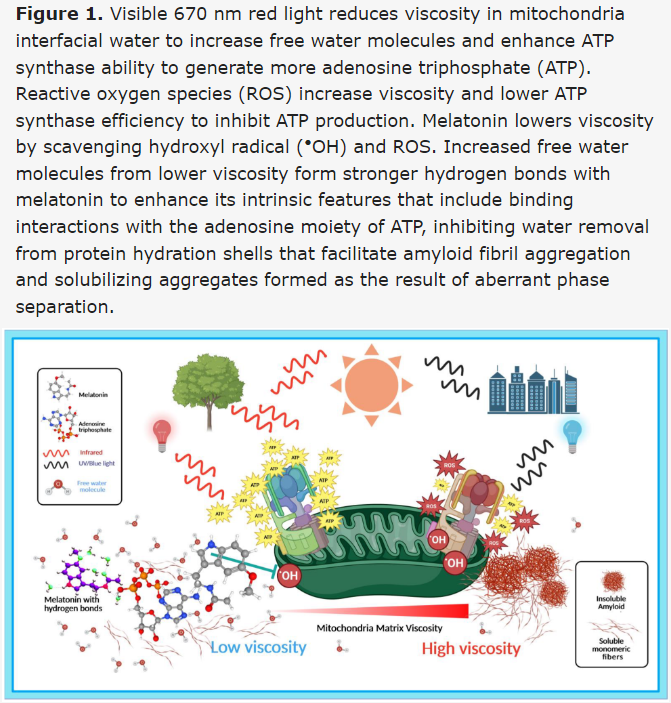 Figure 1. Visible 670 nm red light reduces viscosity in mitochondria
interfacial water to increase free water molecules and enhance ATP
synthase ability to generate more adenosine triphosphate (ATP).
Reactive oxygen species (ROS) increase viscosity and lower ATP
synthase efficiency to inhibit ATP production. Melatonin lowers viscosity
by scavenging hydroxyl radical (•OH) and ROS. Increased free water
molecules from lower viscosity form stronger hydrogen bonds with
melatonin to enhance its intrinsic features that include binding
interactions with the adenosine moiety of ATP, inhibiting water removal
from protein hydration shells that facilitate amyloid fibril aggregation
and solubilizing aggregates formed as the result of aberrant phase
separation.
Melatonin
Adenosine
triphosphate
Infrared
UV/Blue light
Free water
molecule
ATP
ATP
ATP
ATP
ATP
ATP
ATP
ATP
ATP
ATP
ATP
ATP
ROS
ROS
ROS
ROS
ATP
ATP
ATP
•OH
•OH
•OH
Melatonin with
hydrogen bonds
Mitochondria Matrix Viscosity
Low viscosity
High viscosity
Insoluble
Amyloid
Soluble
monomeric
fibers